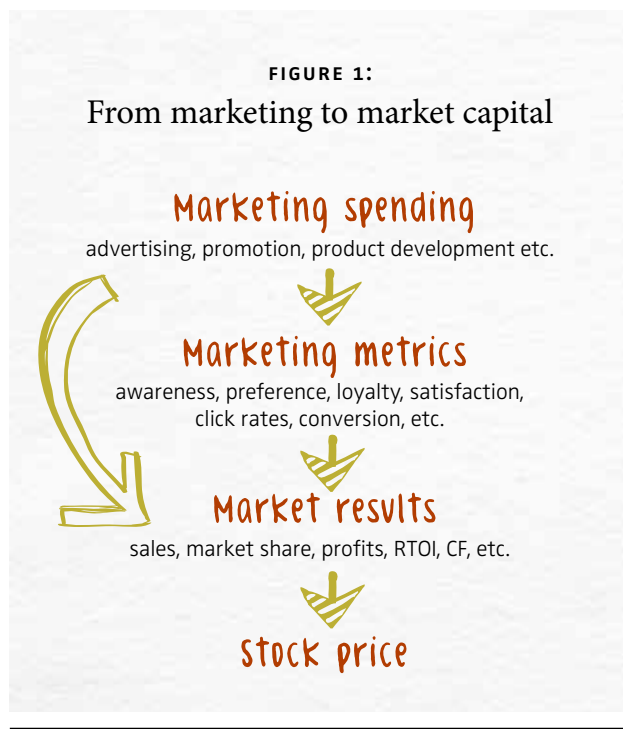 FIGURE 1:
From marketing to market capital
Marketing spending
advertising, promotion, product development etc.
Marketing metrics
awareness, preference, loyalty, satisfaction,
click rates, conversion, etc.
Market results
sales, market share, profits, RTOI, CF, etc.
Stock price